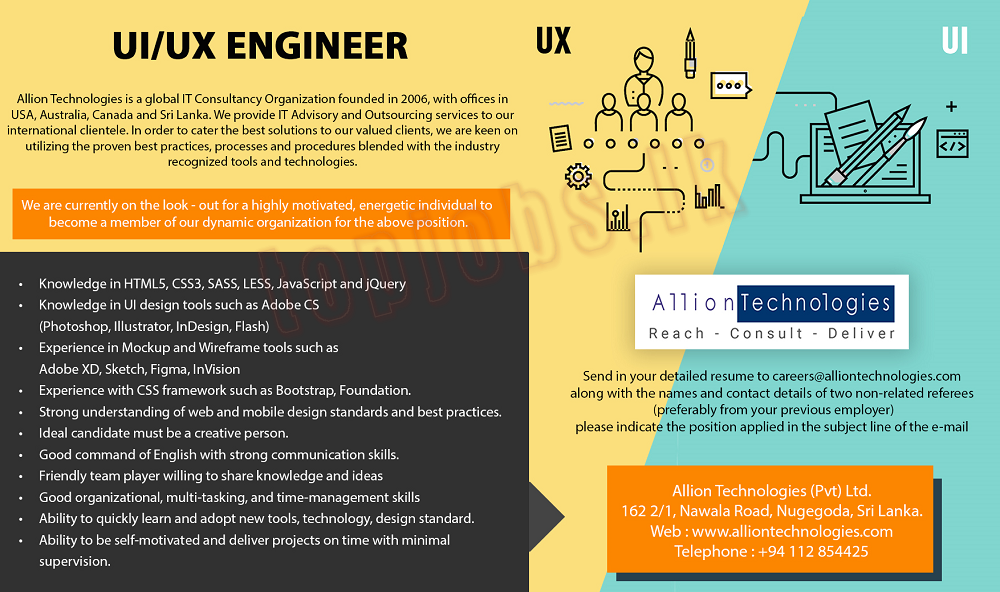 UI/UX ENGINEER
Allion Technologies is a global IT Consultancy Organization founded in 2006, with offices in
USA, Australia, Canada and Sri Lanka. We provide IT Advisory and Outsourcing services to our
international clientele. In order to cater the best solutions to our valued clients, we are keen on
utilizing the proven best practices, processes and procedures blended with the industry
recognized tools and technologies.
We are currently on the look - out for a highly motivated, energetic individual to
become a member of our dynamic organization for the above position.
• Knowledge in HTML5, CSS3, SASS, LESS, JavaScript and jQuery
• Knowledge in UI design tools such as Adobe CS
(Photoshop, Illustrator, InDesign, Flash)
• Experience in Mockup and Wireframe tools such as
Adobe XD, Sketch, Figma, InVision
• Experience with CSS framework such as Bootstrap, Foundation.
• Strong understanding of web and mobile design standards and best practices.
• Ideal candidate must be a creative person.
• Good command of English with strong communication skills.
• Friendly team player willing to share knowledge and ideas
• Good organizational, multi-tasking, and time-management skills
• Ability to quickly learn and adopt new tools, technology, design standard.
• Ability to be self-motivated and deliver projects on time with minimal
supervision.
UX
UI
</>
topjobs.lk
Allion Technologies
Reach - Consult - Deliver
Send in your detailed resume to careers@alliontechnologies.com
along with the names and contact details of two non-related referees
(preferably from your previous employer)
please indicate the position applied in the subject line of the e-mail
Allion Technologies (Pvt) Ltd.
162 2/1, Nawala Road, Nugegoda, Sri Lanka.
Web : www.alliontechnologies.com
Telephone : +94 112 854425